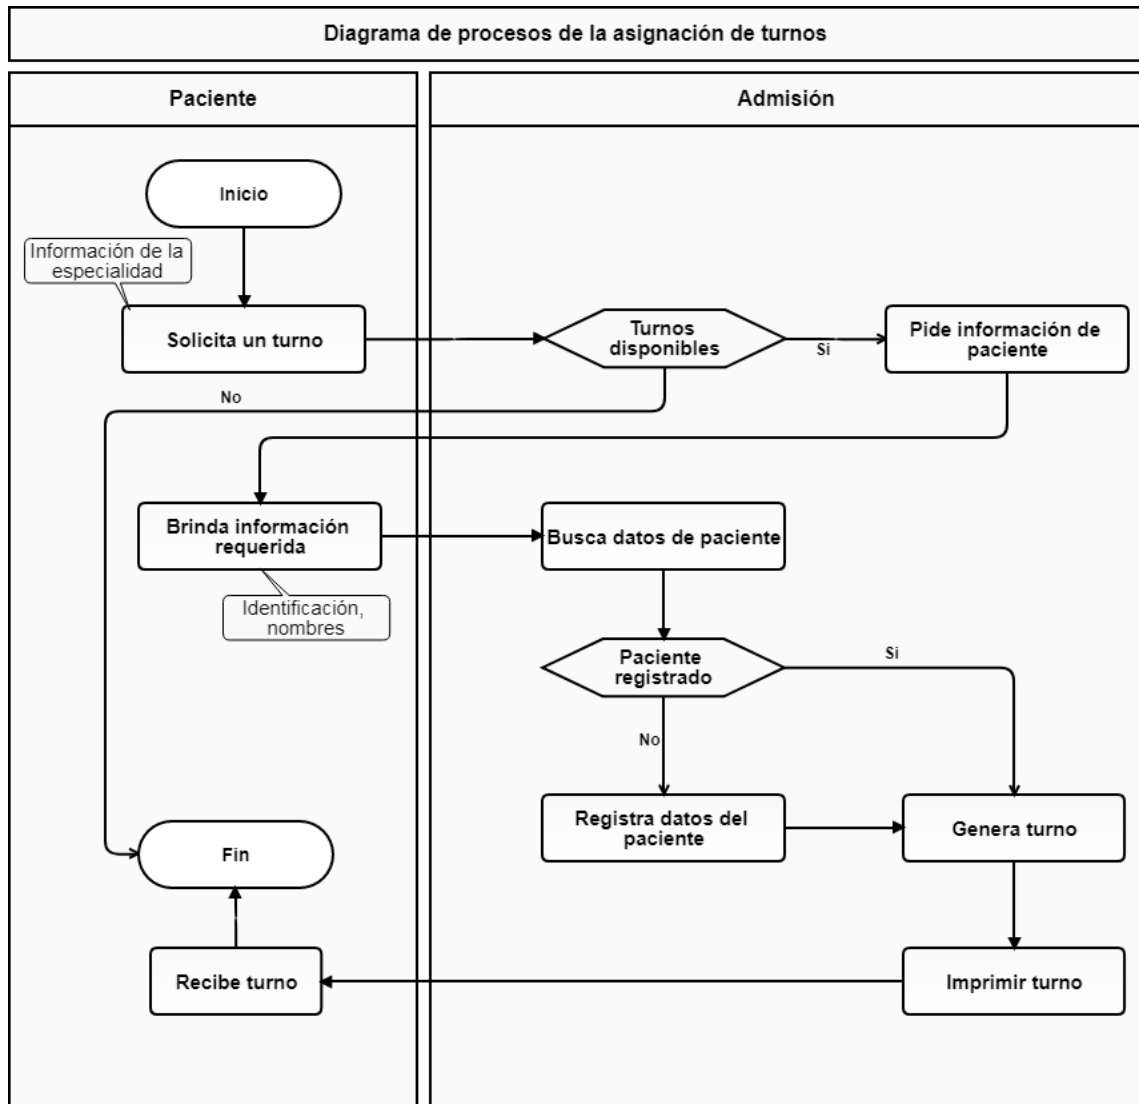 Diagrama de procesos de la asignación de turnos
Paciente
Admisión
Inicio
Información de la
especialidad
Solicita un turno
Turnos
disponibles
Si
Pide información de
paciente
No
Brinda información
requerida
Identificación,
nombres
Busca datos de paciente
Paciente
registrado
Si
No
Registra datos del
paciente
Genera turno
Fin
Recibe turno
Imprimir turno